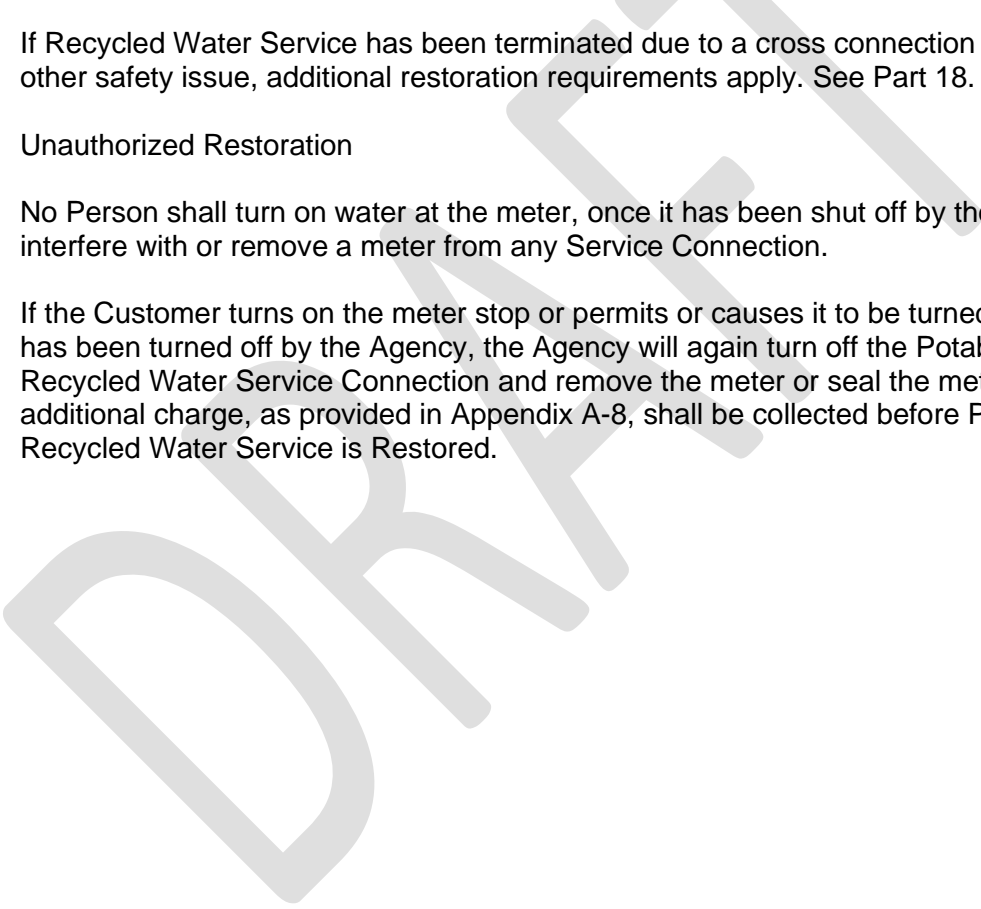 If Recycled Water Service has been terminated due to a cross connection
other safety issue, additional restoration requirements apply. See Part 18.
Unauthorized Restoration
No Person shall turn on water at the meter, once it has been shut off by the
interfere with or remove a meter from any Service Connection.
If the Customer turns on the meter stop or permits or causes it to be turned
has been turned off by the Agency, the Agency will again turn off the Potab
Recycled Water Service Connection and remove the meter or seal the met
additional charge, as provided in Appendix A-8, shall be collected before P
Recycled Water Service is Restored.
DRAFT